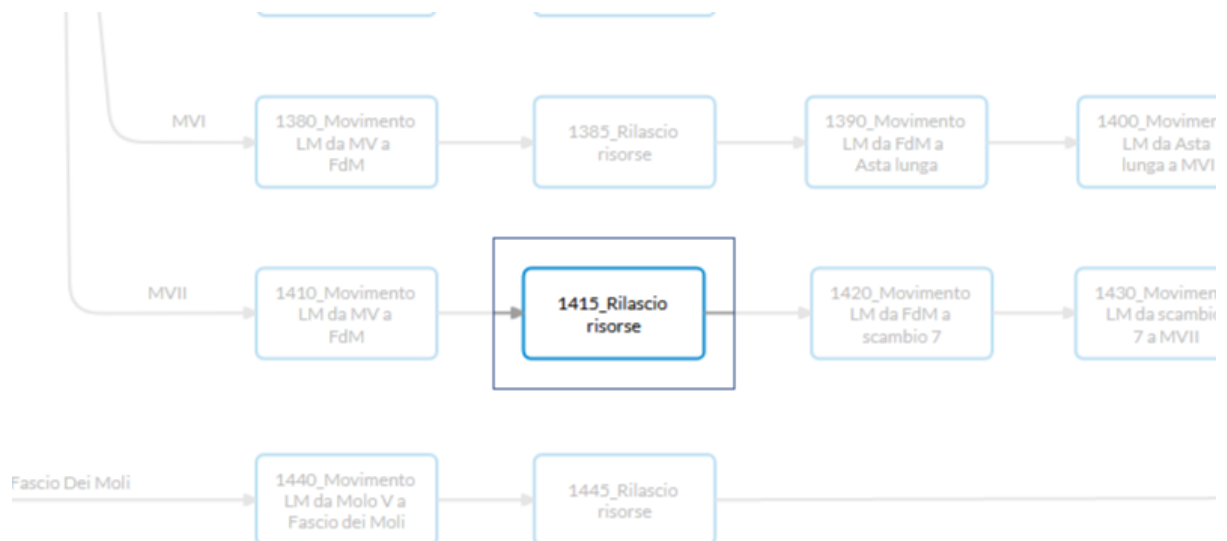 MVI
1380_Movimento
LM da MV a
FdM
1385_Rilascio
risorse
1390_Movimento
LM da FdM a
Asta lunga
1400_Movimen
LM da Asta
lunga a MVI
MVII
1410_Movimento
LM da MV a
FdM
1415_Rilascio
risorse
1420_Movimento
LM da FdM a
scambio 7
1430_Movimen
LM da scambio
7 a MVII
Fascio Dei Moli
1440_Movimento
LM da Molo V a
Fascio dei Moli
1445_Rilascio
risorse